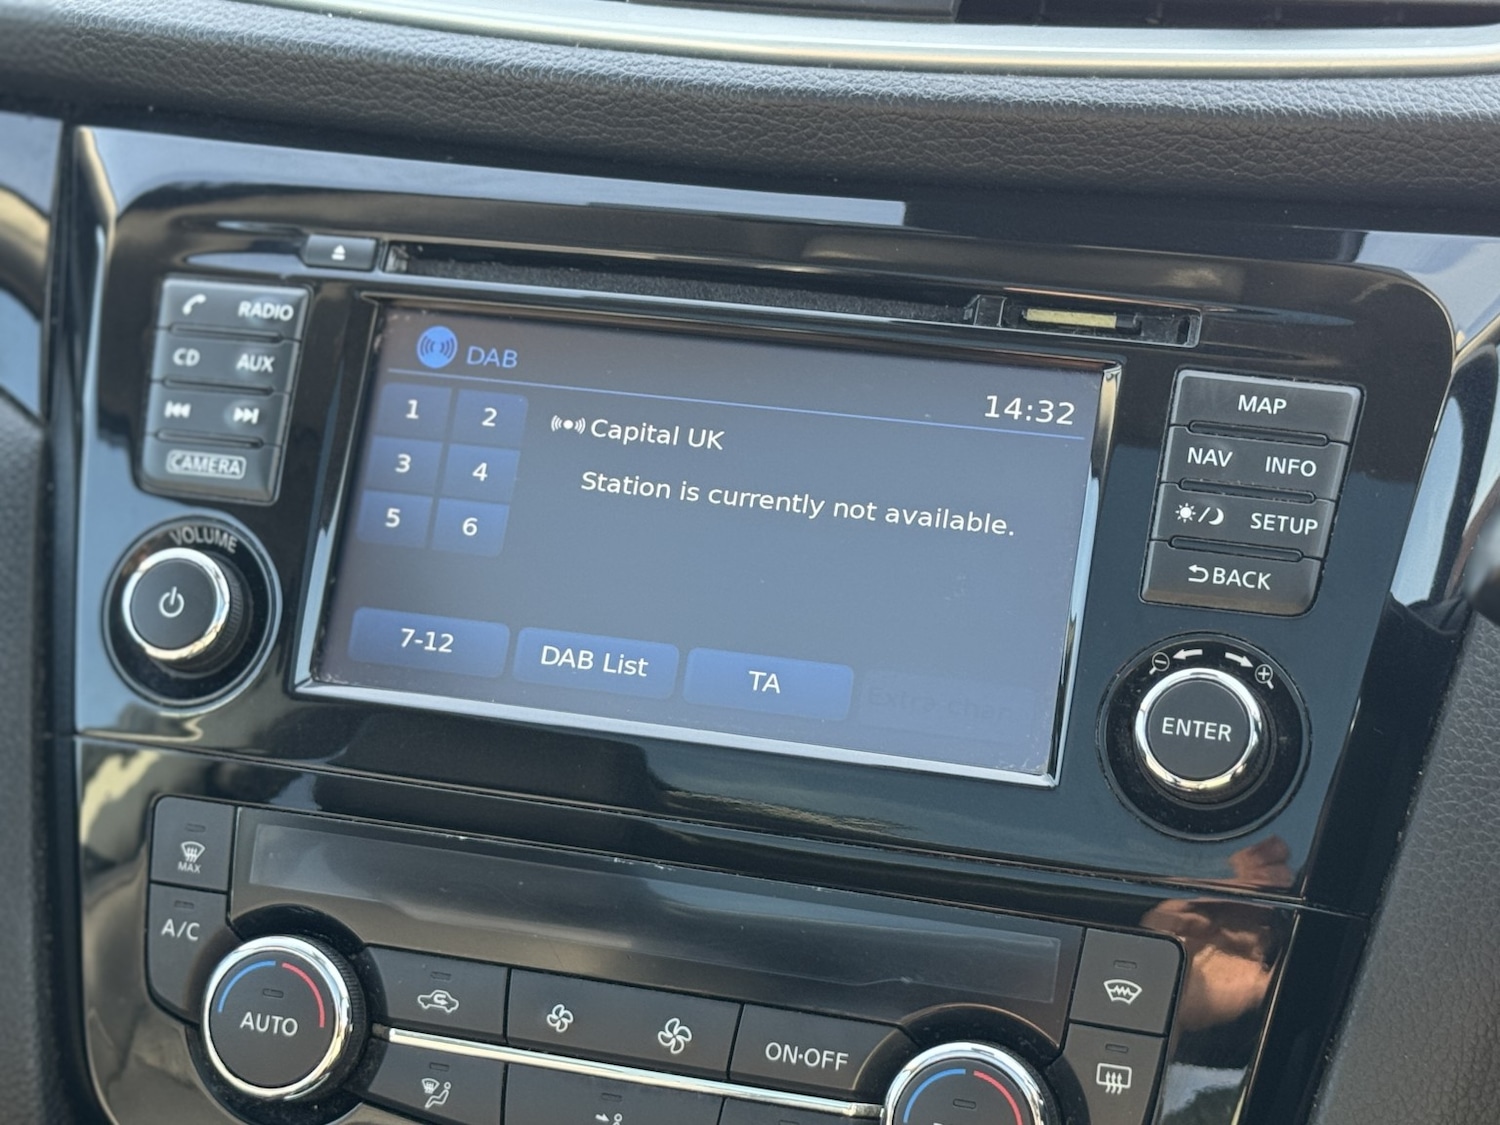 RADIO
CD AUX
CAMERA
VOLUME
DAB
14:32
1 2
3 4
5 6
Capital UK
Station is currently not available.
7-12
DAB List
TA
MAP
NAV INFO
SETUP
BACK
ENTER
MAX
A/C
AUTO
ON·OFF